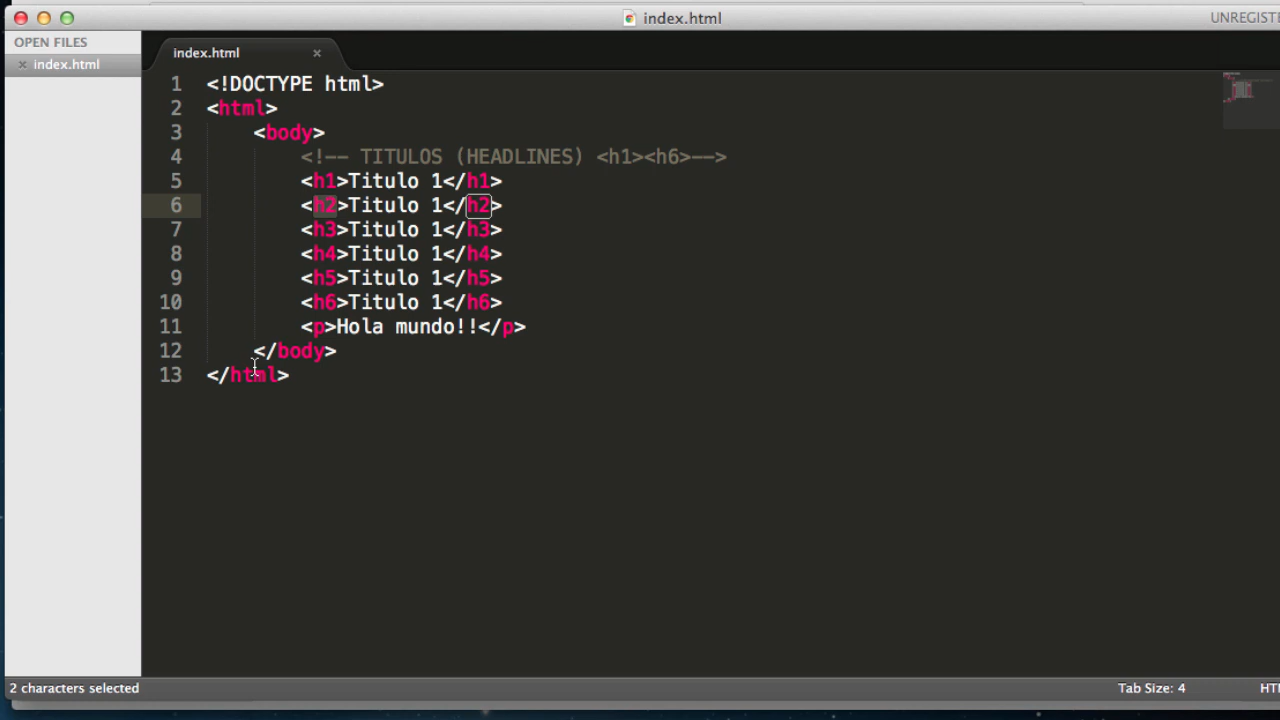 index.html
UNREGISTE
OPEN FILES
index.html
index.html
1 <!DOCTYPE html>
2 <html>
3 <body>
4 <!-- TITULOS (HEADLINES) <h1><h6>-->
5 <h1>Titulo 1</h1>
6 <h2>Titulo 1</h2>
7 <h3>Titulo 1</h3>
8 <h4>Titulo 1</h4>
9 <h5>Titulo 1</h5>
10 <h6>Titulo 1</h6>
11 <p>Hola mundo!!</p>
12 </body>
13 </html>
2 characters selected
Tab Size: 4
HT